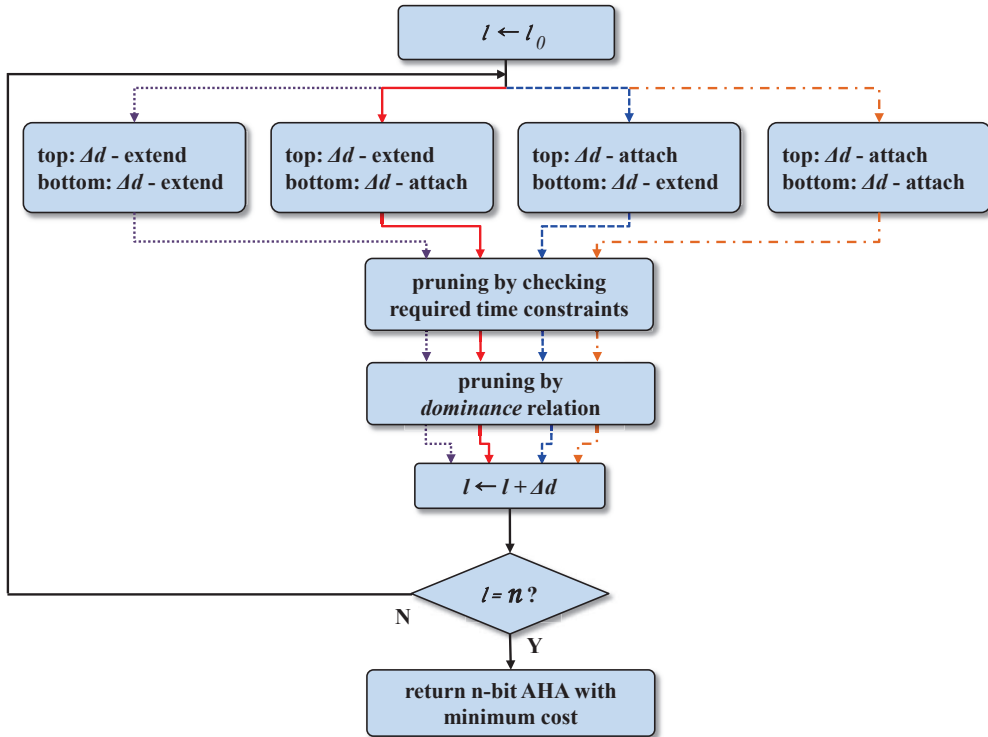 l ← l₀
top: Δd - extend
bottom: Δd - extend
top: Δd - extend
bottom: Δd - attach
top: Δd - attach
bottom: Δd - extend
top: Δd - attach
bottom: Δd - attach
pruning by checking
required time constraints
pruning by
dominance relation
l ← l + Δd
l = n ?
N
Y
return n-bit AHA with
minimum cost